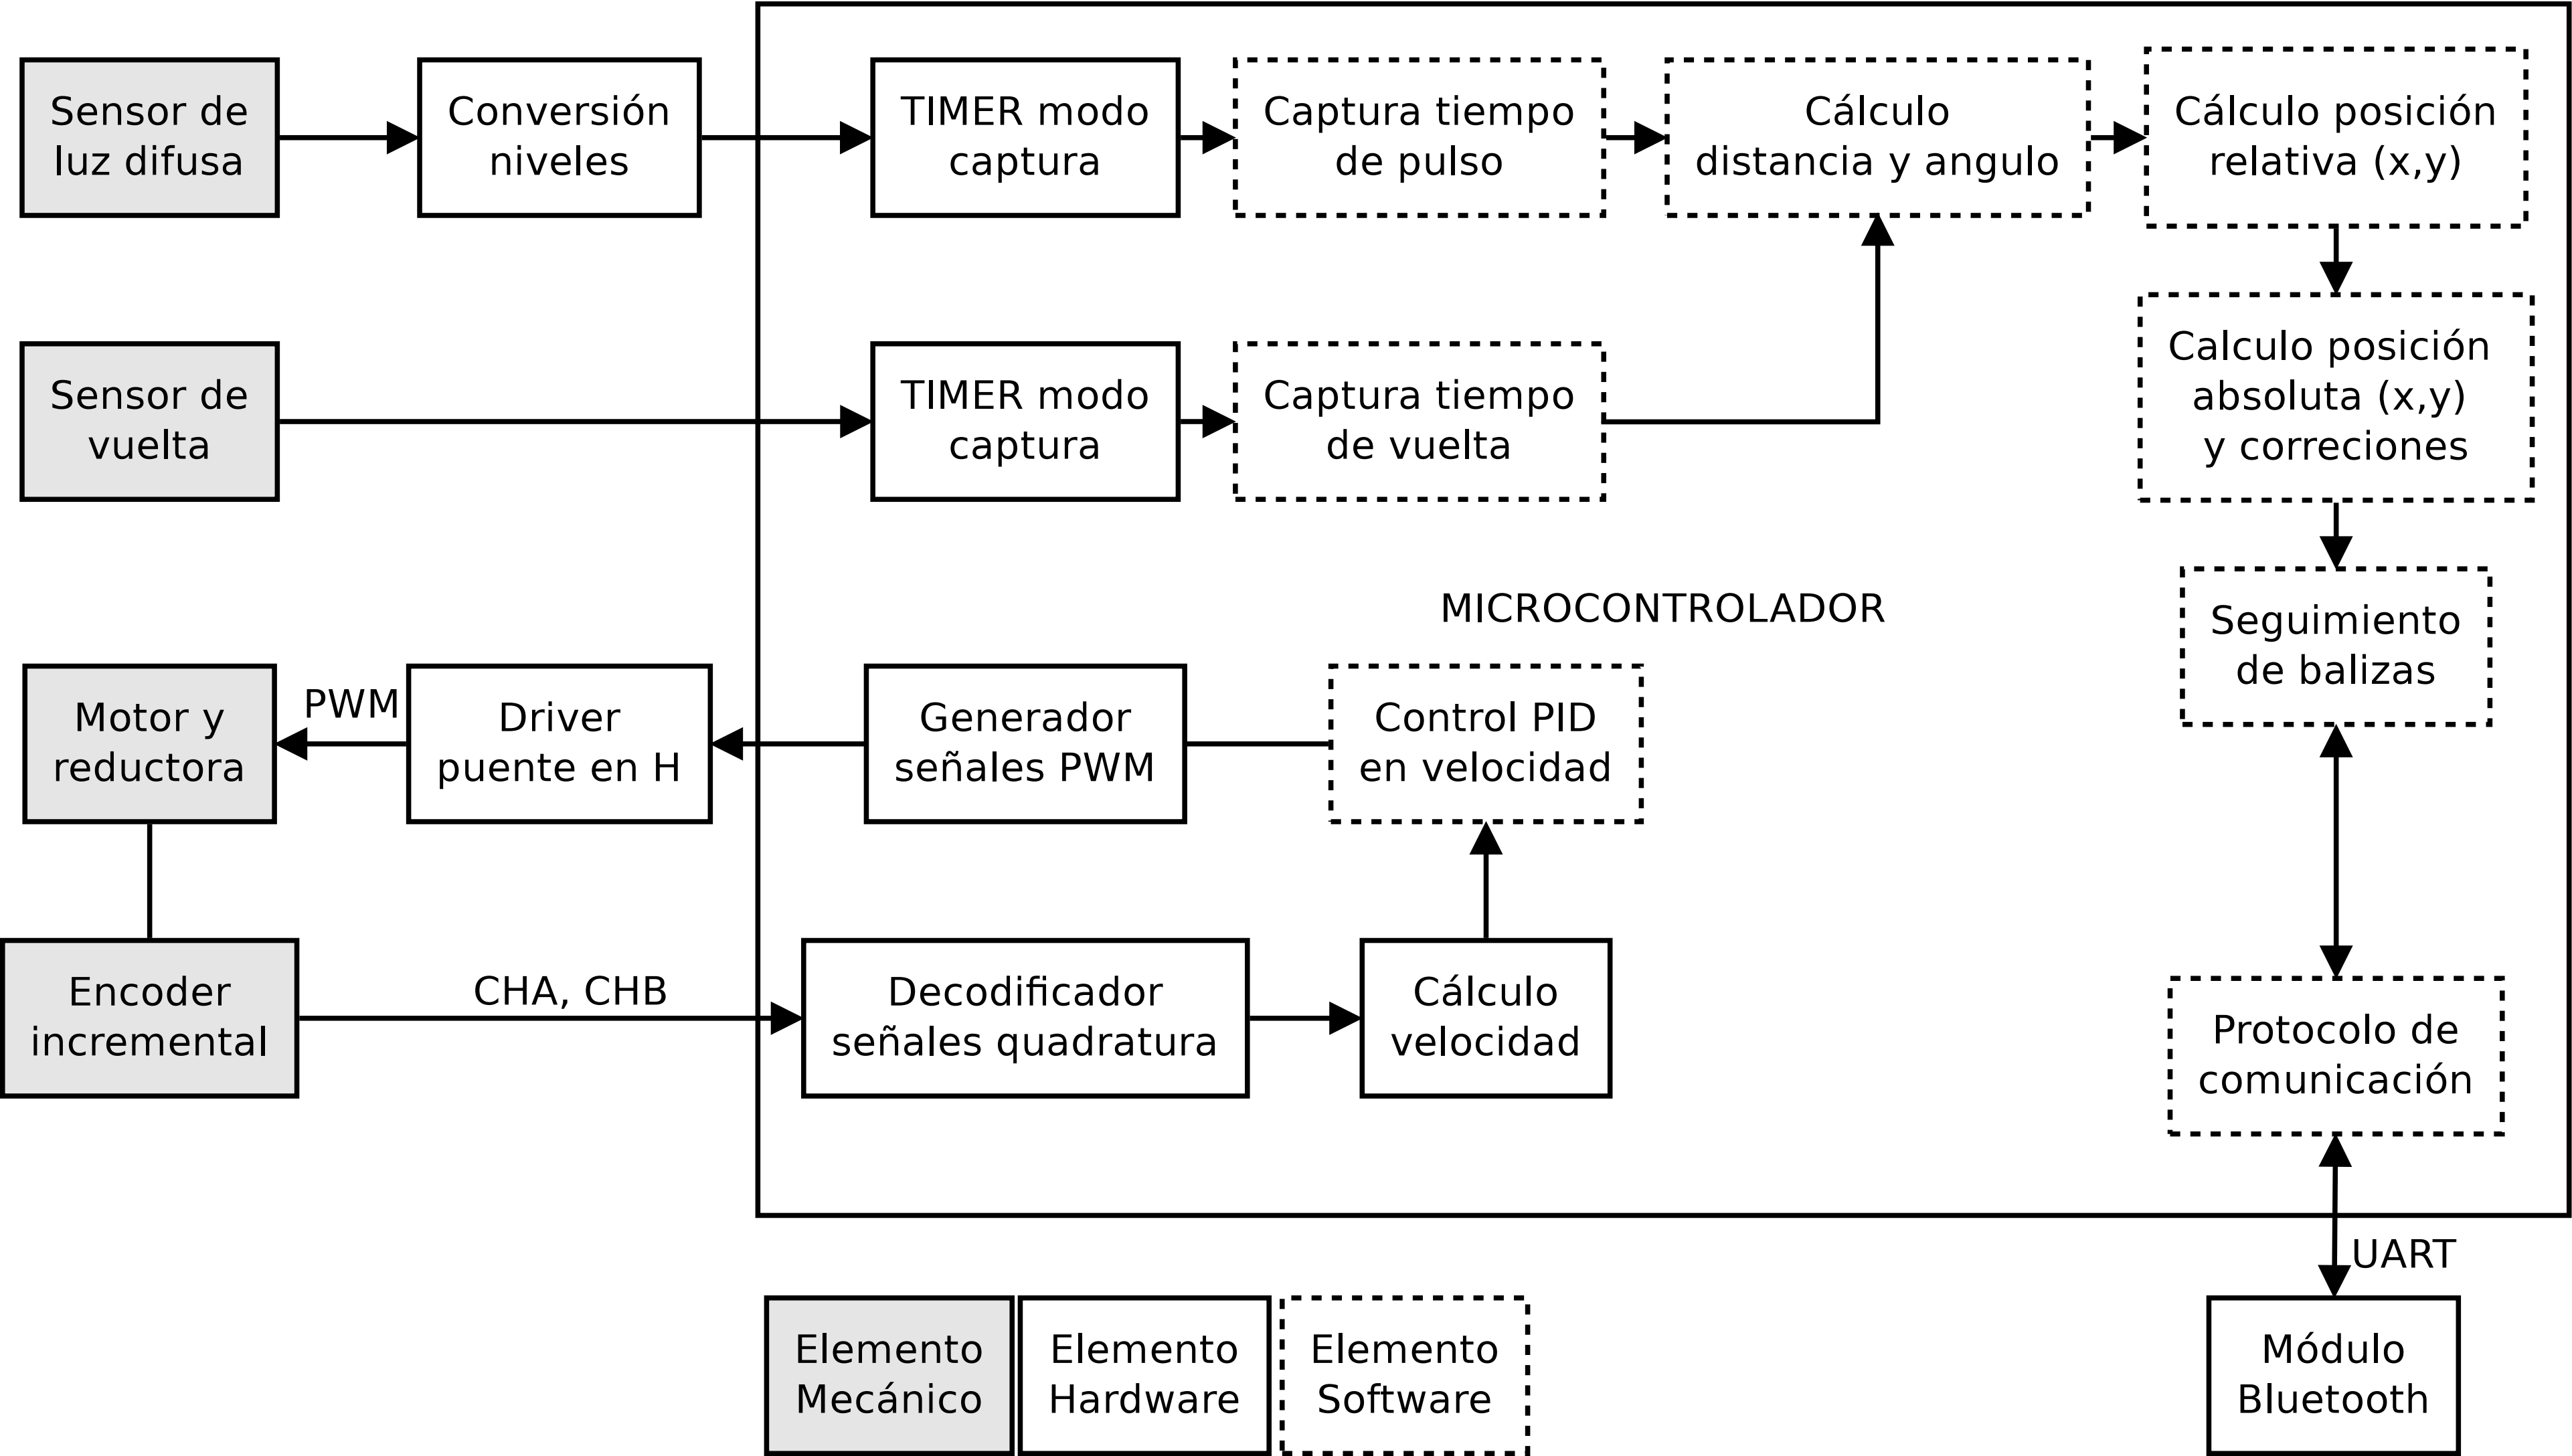 Sensor de
luz difusa
Conversión
niveles
TIMER modo
captura
Captura tiempo
de pulso
Cálculo
distancia y angulo
Cálculo posición
relativa (x,y)
Sensor de
vuelta
TIMER modo
captura
Captura tiempo
de vuelta
Calculo posición
absoluta (x,y)
y correciones
MICROCONTROLADOR
Seguimiento
de balizas
Motor y
reductora
PWM
Driver
puente en H
Generador
señales PWM
Control PID
en velocidad
Encoder
incremental
CHA, CHB
Decodificador
señales quadratura
Cálculo
velocidad
Protocolo de
comunicación
UART
Elemento
Mecánico
Elemento
Hardware
Elemento
Software
Módulo
Bluetooth